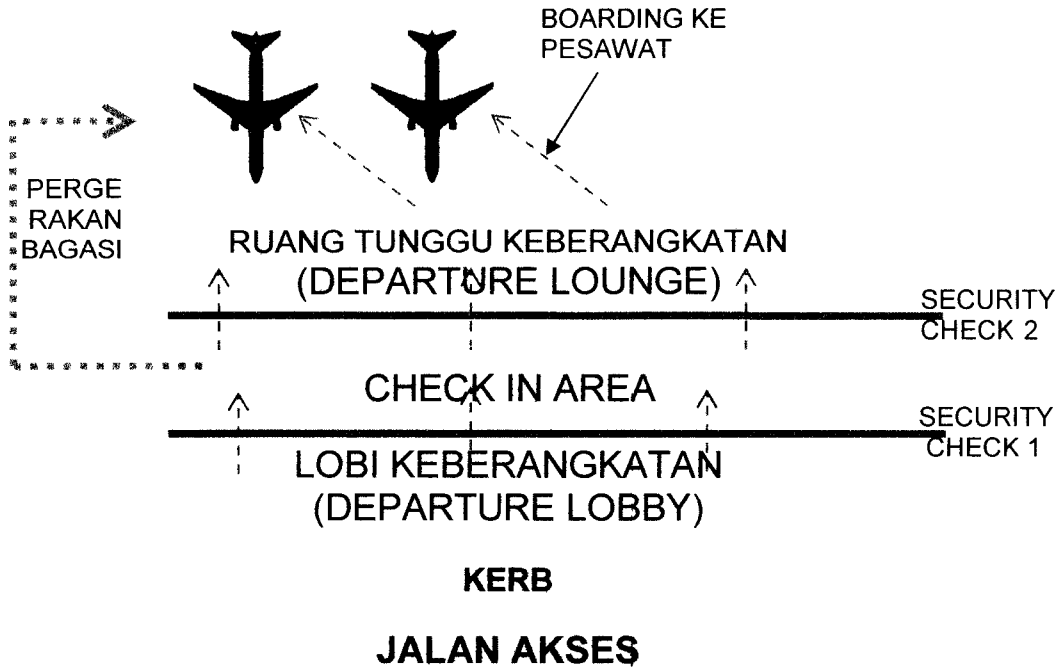 BOARDING KE
PESAWAT
PERGE
RAKAN
BAGASI
RUANG TUNGGU KEBERANGKATAN
(DEPARTURE LOUNGE)
SECURITY
CHECK 2
CHECK IN AREA
SECURITY
CHECK 1
LOBI KEBERANGKATAN
(DEPARTURE LOBBY)
KERB
JALAN AKSES